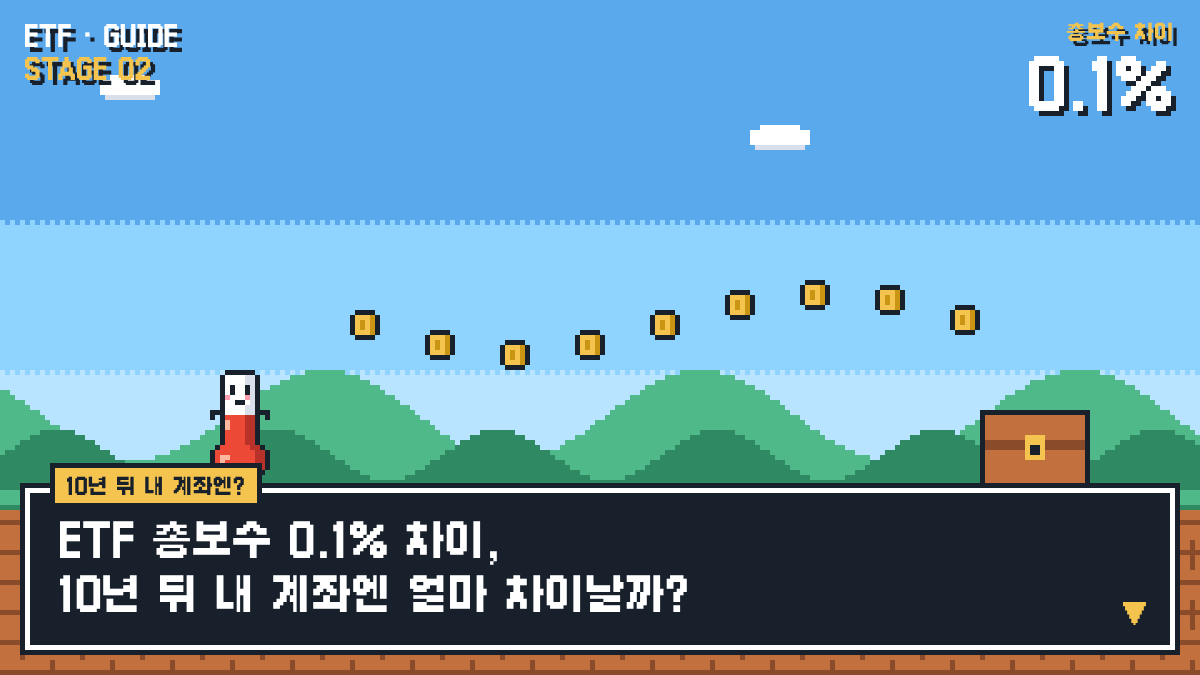 ETF · GUIDE
STAGE 02
총보수 차이
0.1%
10년 뒤 내 계좌엔?
ETF 총보수 0.1% 차이,
10년 뒤 내 계좌엔 얼마 차이날까?